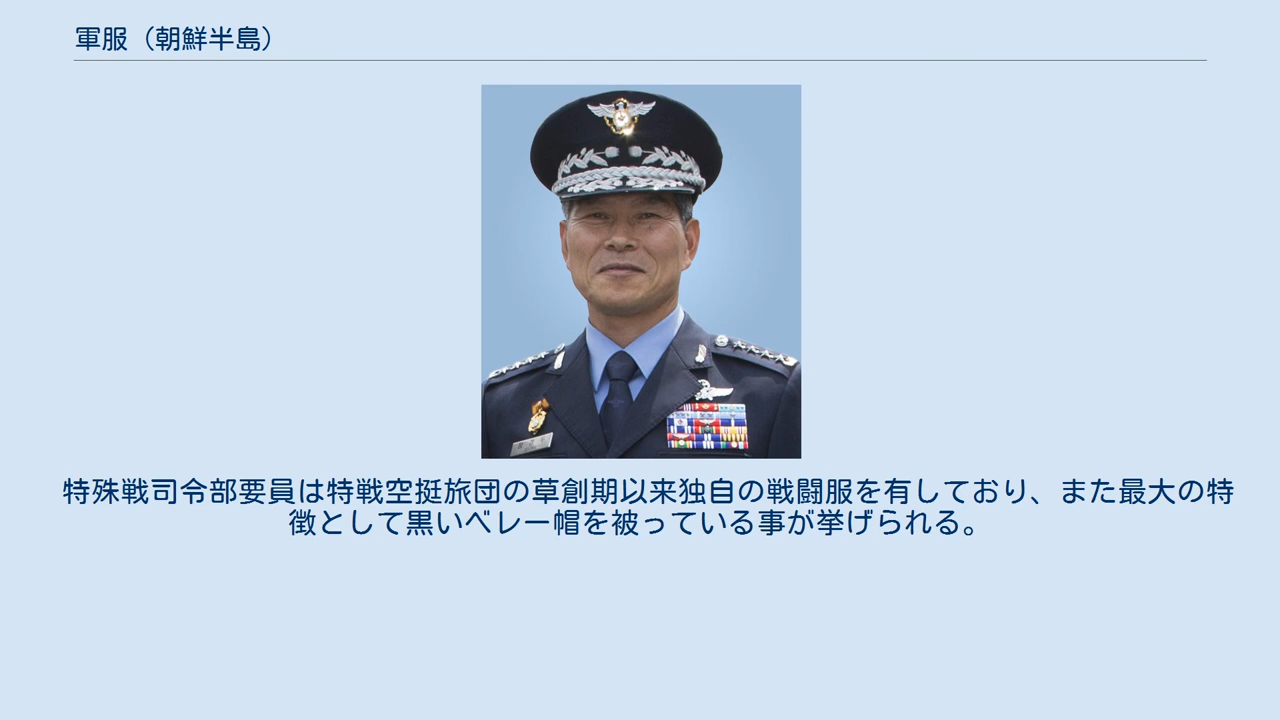 軍服（朝鮮半島）
特殊戦司令部要員は特戦空挺旅団の草創期以来独自の戦闘服を有しており、また最大の特
徴として黒いベレー帽を被っている事が挙げられる。